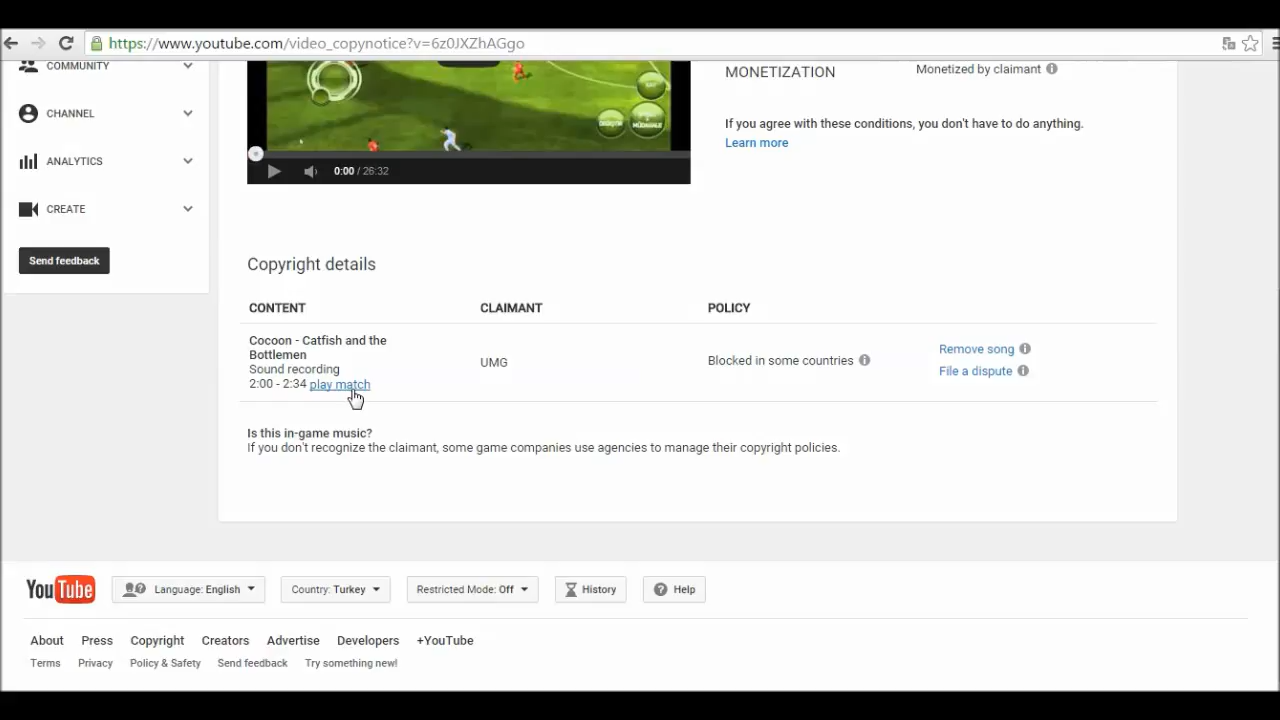 https://www.youtube.com/video_copynotice?v=6z0JXZhAGgo
COMMUNITY
CHANNEL
ANALYTICS
CREATE
Send feedback
0:00 / 26:32
MONETIZATION
Monetized by claimant
If you agree with these conditions, you don't have to do anything.
Learn more
Copyright details
CONTENT CLAIMANT POLICY
Cocoon - Catfish and the
Bottlemen
Sound recording
2:00 - 2:34 play match
UMG
Blocked in some countries
Remove song
File a dispute
Is this in-game music?
If you don't recognize the claimant, some game companies use agencies to manage their copyright policies.
YouTube
Language: English
Country: Turkey
Restricted Mode: Off
History
Help
About Press Copyright Creators Advertise Developers +YouTube
Terms Privacy Policy & Safety Send feedback Try something new!